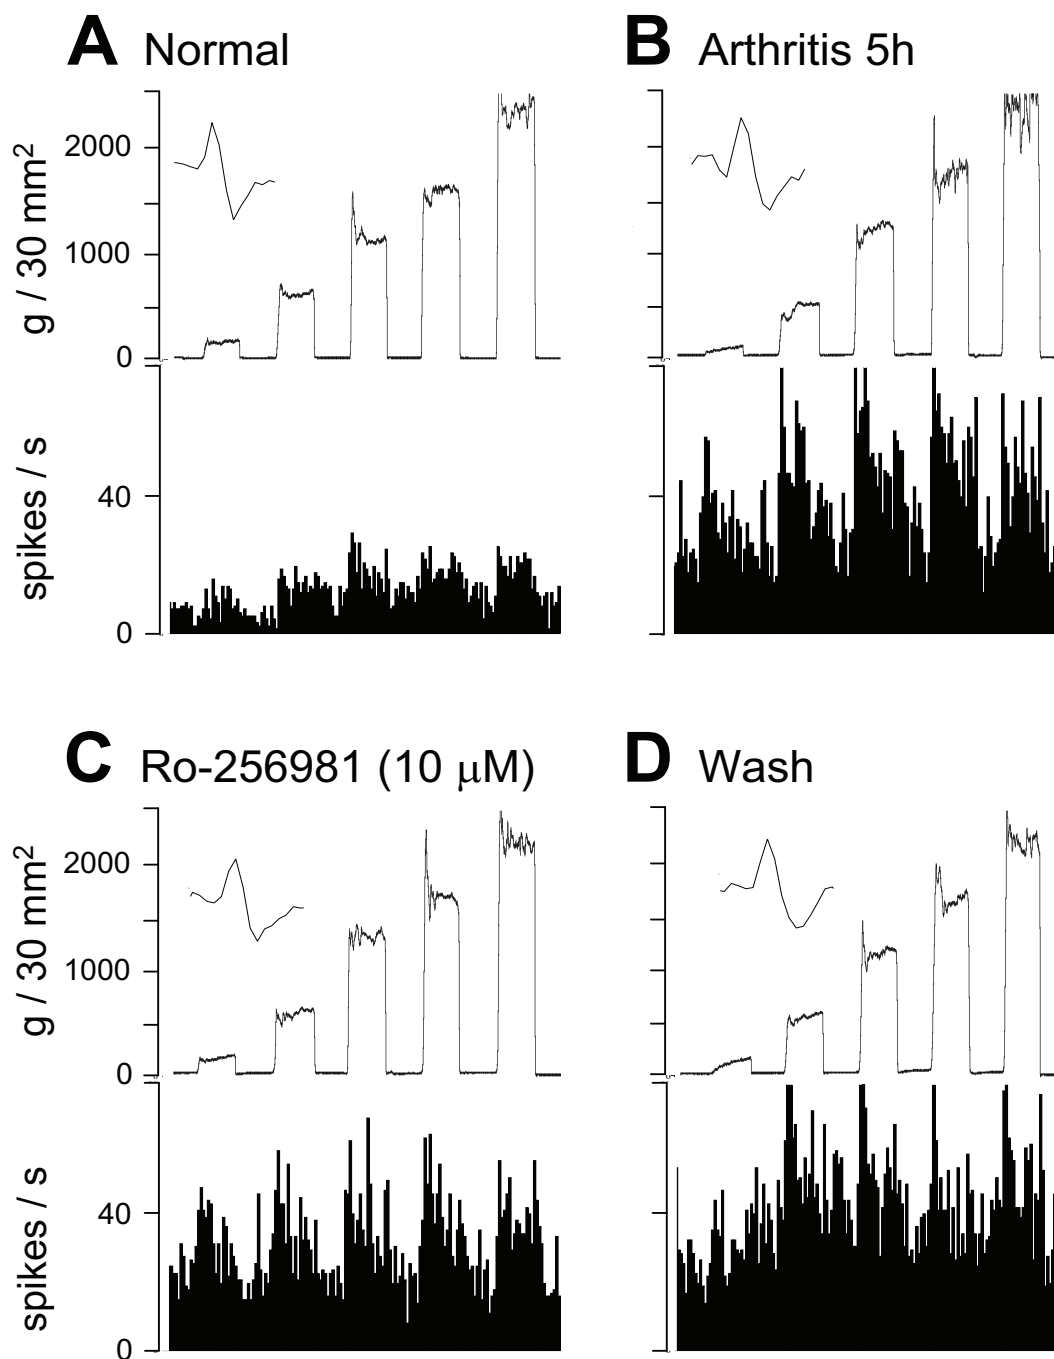 A Normal
B Arthritis 5h
g / 30 mm²
2000
1000
0
spikes / s
40
0
C Ro-256981 (10 μM)
D Wash
g / 30 mm²
2000
1000
0
spikes / s
40
0